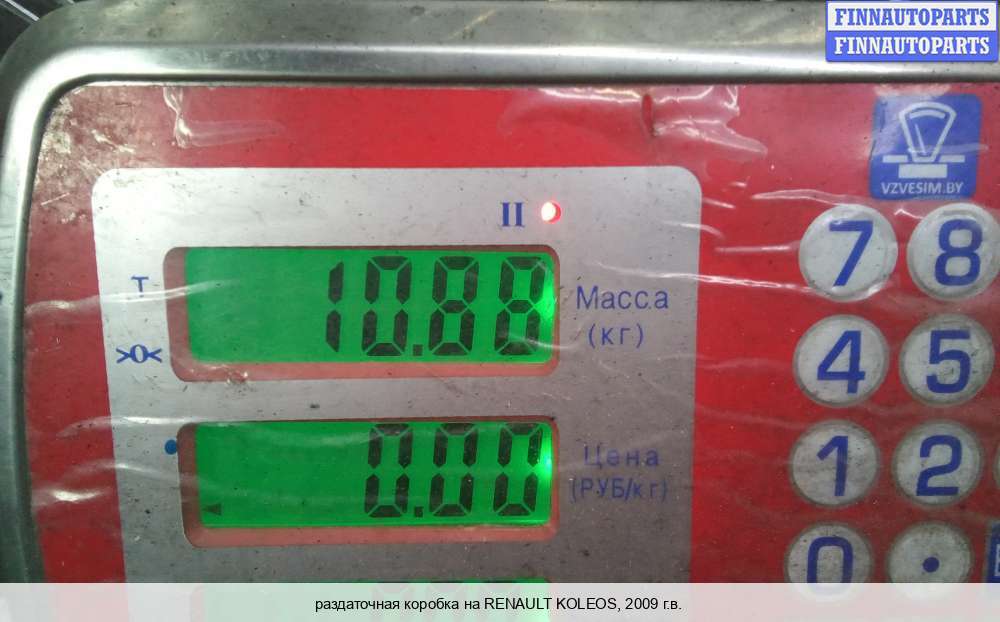 FINNAUTOPARTS
FINNAUTOPARTS
VZVESIM.BY
II
7 8
T
10.88
Масса
(кг)
>0<
4 5
0.00
Цена
(РУБ/кг)
1 2
0 .
раздаточная коробка на RENAULT KOLEOS, 2009 г.в.